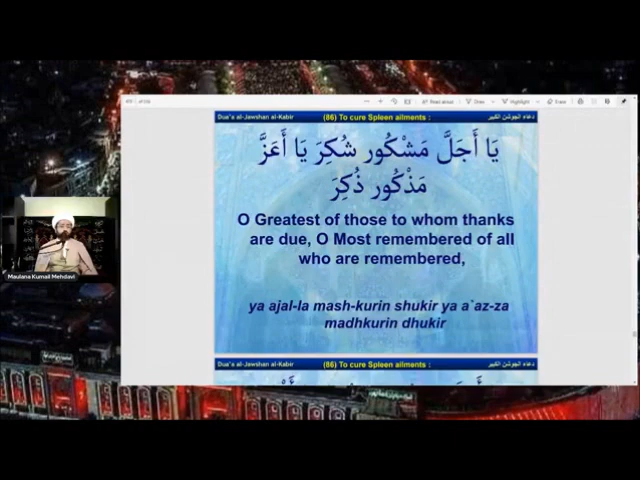 Dua's al-Jawshan al-Kabir (86) To cure Spleen ailments : دعاء الجوشن الكبير
يَا أَجَلَّ مَشْكُورٍ شُكِرَ يَا أَعَزَّ
مَذْكُورٍ ذُكِرَ
O Greatest of those to whom thanks
are due, O Most remembered of all
who are remembered,
ya ajal-la mash-kurin shukir ya a`az-za
madhkurin dhukir
Maulana Kumail Mehdavi
Dua's al-Jawshan al-Kabir (86) To cure Spleen ailments : دعاء الجوشن الكبير